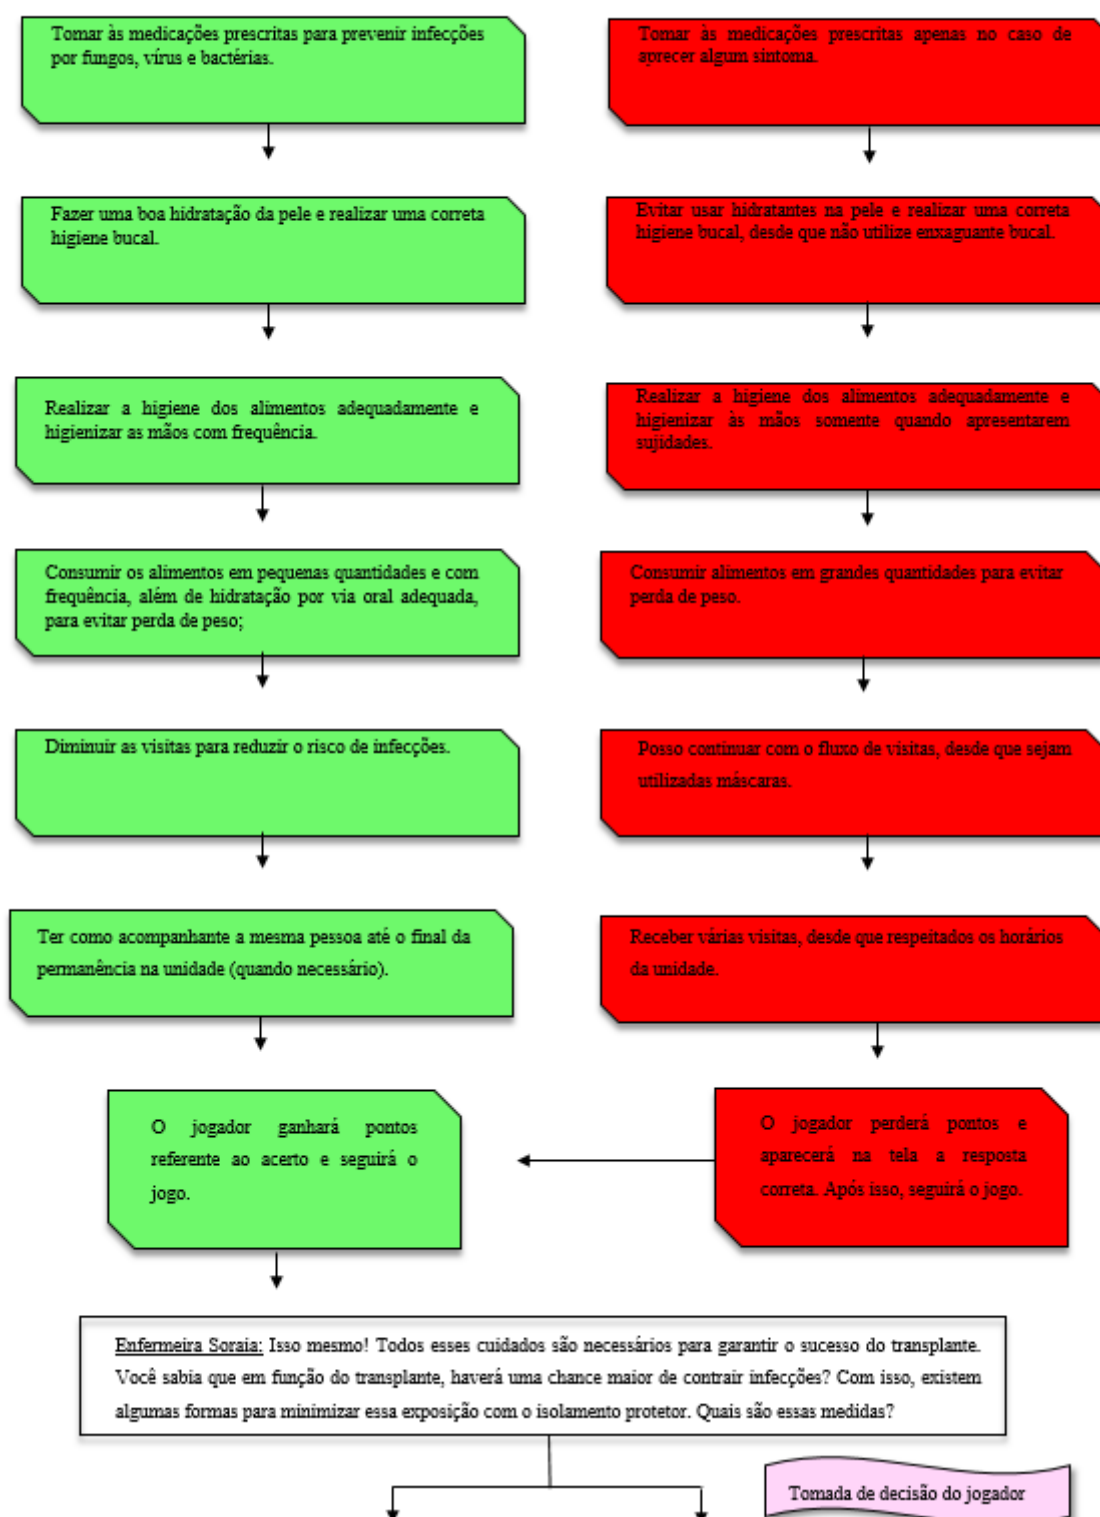 Tomar às medicações prescritas para prevenir infecções
por fungos, vírus e bactérias.
Tomar às medicações prescritas apenas no caso de
aprecer algum sintoma.
Fazer uma boa hidratação da pele e realizar uma correta
higiene bucal.
Evitar usar hidratantes na pele e realizar uma correta
higiene bucal, desde que não utilize enxaguante bucal.
Realizar a higiene dos alimentos adequadamente e
higienizar as mãos com frequência.
Realizar a higiene dos alimentos adequadamente e
higienizar às mãos somente quando apresentarem
sujidades.
Consumir os alimentos em pequenas quantidades e com
frequência, além de hidratação por via oral adequada,
para evitar perda de peso;
Consumir alimentos em grandes quantidades para evitar
perda de peso.
Diminuir as visitas para reduzir o risco de infecções.
Posso continuar com o fluxo de visitas, desde que sejam
utilizadas máscaras.
Ter como acompanhante a mesma pessoa até o final da
permanência na unidade (quando necessário).
Receber várias visitas, desde que respeitados os horários
da unidade.
O jogador ganhará pontos
referente ao acerto e seguirá o
jogo.
O jogador perderá pontos e
aparecerá na tela a resposta
correta. Após isso, seguirá o jogo.
Enfermeira Soraia: Isso mesmo! Todos esses cuidados são necessários para garantir o sucesso do transplante.
Você sabia que em função do transplante, haverá uma chance maior de contrair infecções? Com isso, existem
algumas formas para minimizar essa exposição com o isolamento protetor. Quais são essas medidas?
Tomada de decisão do jogador